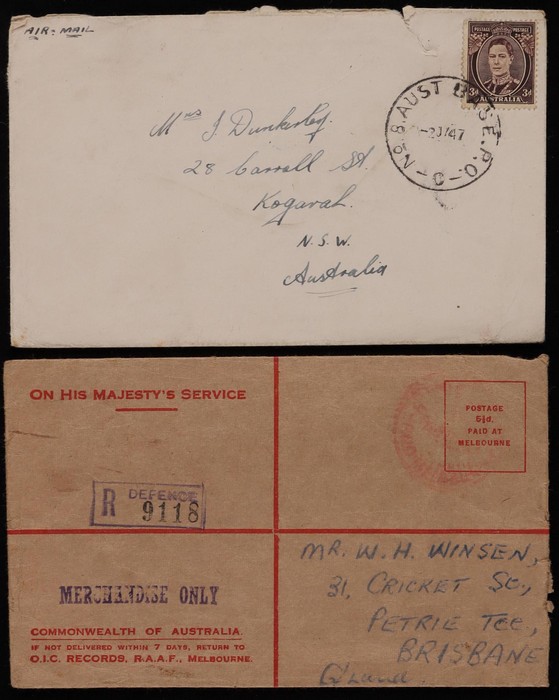 AIR-MAIL
POSTAGE POSTAGE
3d 3d
AUSTRALIA
No. 8. AUST BASE. P.O.
-2JY47
C
Mrs J Dunkerley.
28 Carroll St.
Kogarah.
N.S.W.
Australia
ON HIS MAJESTY'S SERVICE
POSTAGE
5½d.
PAID AT
MELBOURNE
R DEFENCE
9118
MR. W. H. WINSEN,
31, CRICKET ST.,
PETRIE TCE.,
BRISBANE
Q'Land.
MERCHANDISE ONLY
COMMONWEALTH OF AUSTRALIA.
IF NOT DELIVERED WITHIN 7 DAYS, RETURN TO
O.I.C. RECORDS, R.A.A.F., MELBOURNE.